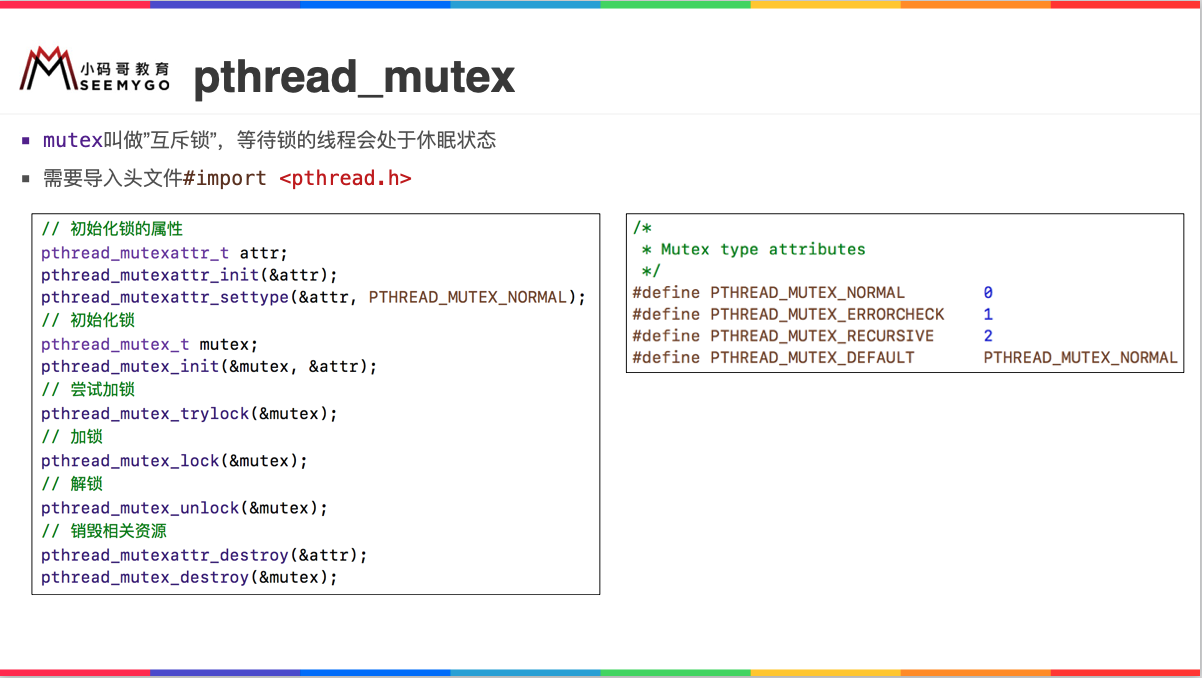 小码哥教育
SEEMYGO
pthread_mutex
mutex叫做”互斥锁”，等待锁的线程会处于休眠状态
需要导入头文件#import <pthread.h>
// 初始化锁的属性
pthread_mutexattr_t attr;
pthread_mutexattr_init(&attr);
pthread_mutexattr_settype(&attr, PTHREAD_MUTEX_NORMAL);
// 初始化锁
pthread_mutex_t mutex;
pthread_mutex_init(&mutex, &attr);
// 尝试加锁
pthread_mutex_trylock(&mutex);
// 加锁
pthread_mutex_lock(&mutex);
// 解锁
pthread_mutex_unlock(&mutex);
// 销毁相关资源
pthread_mutexattr_destroy(&attr);
pthread_mutex_destroy(&mutex);
/*
 * Mutex type attributes
 */
#define PTHREAD_MUTEX_NORMAL 0
#define PTHREAD_MUTEX_ERRORCHECK 1
#define PTHREAD_MUTEX_RECURSIVE 2
#define PTHREAD_MUTEX_DEFAULT PTHREAD_MUTEX_NORMAL